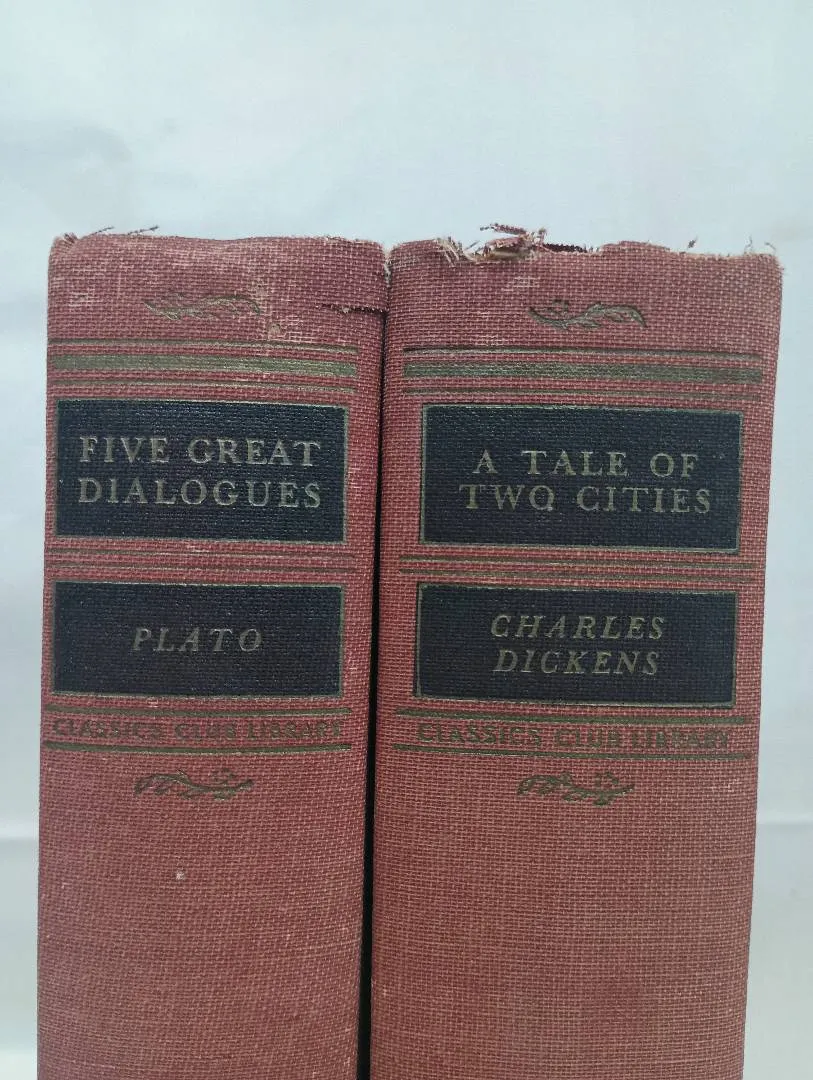 FIVE GREAT
DIALOGUES
PLATO
CLASSICS CLUB LIBRARY
A TALE OF
TWO CITIES
CHARLES
DICKENS
CLASSICS CLUB LIBRARY